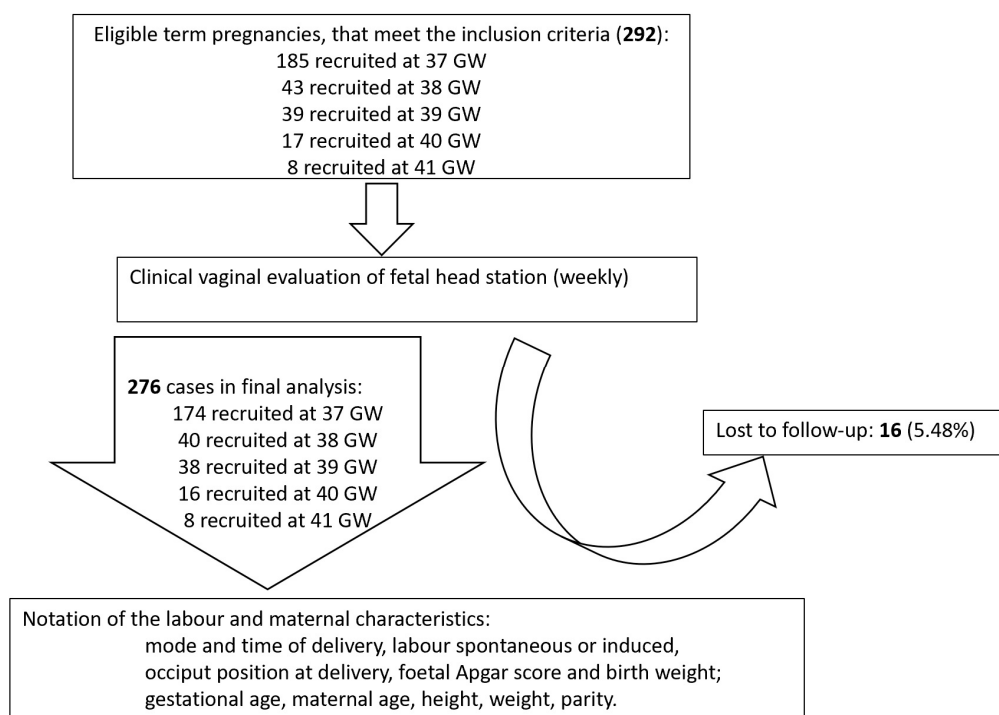 Eligible term pregnancies, that meet the inclusion criteria (292):
185 recruited at 37 GW
43 recruited at 38 GW
39 recruited at 39 GW
17 recruited at 40 GW
8 recruited at 41 GW
Clinical vaginal evaluation of fetal head station (weekly)
276 cases in final analysis:
174 recruited at 37 GW
40 recruited at 38 GW
38 recruited at 39 GW
16 recruited at 40 GW
8 recruited at 41 GW
Lost to follow-up: 16 (5.48%)
Notation of the labour and maternal characteristics:
mode and time of delivery, labour spontaneous or induced,
occiput position at delivery, foetal Apgar score and birth weight;
gestational age, maternal age, height, weight, parity.